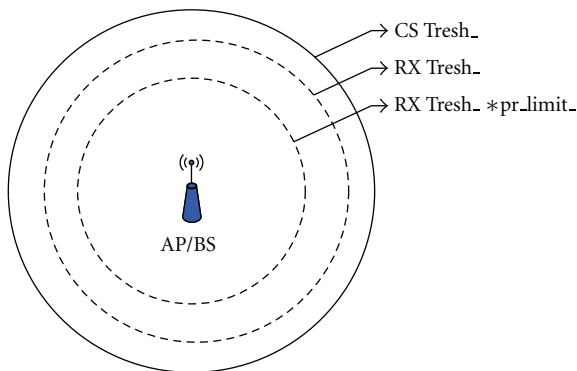 CS Tresh_
RX Tresh_
RX Tresh_ *pr_limit_
AP/BS